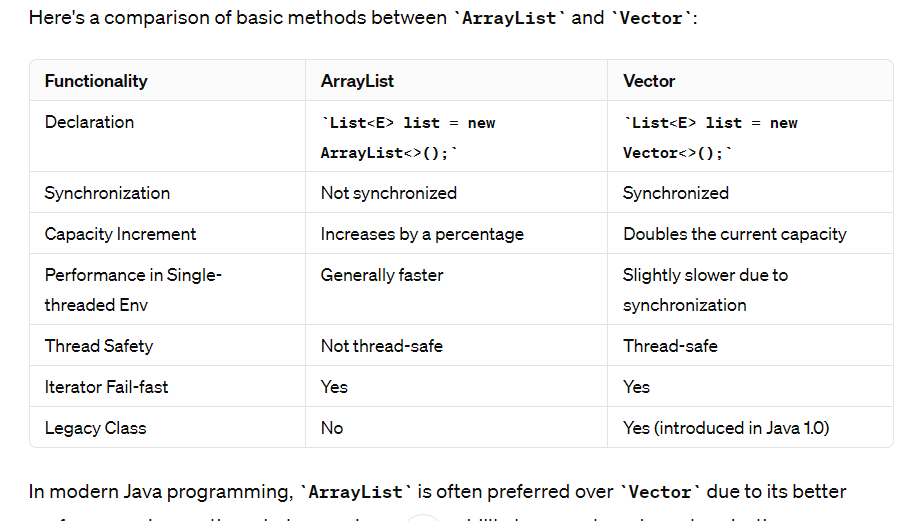 Here's a comparison of basic methods between `ArrayList` and `Vector`:
Functionality ArrayList Vector
Declaration `List<E> list = new ArrayList<>();` `List<E> list = new Vector<>();`
Synchronization Not synchronized Synchronized
Capacity Increment Increases by a percentage Doubles the current capacity
Performance in Single-threaded Env Generally faster Slightly slower due to synchronization
Thread Safety Not thread-safe Thread-safe
Iterator Fail-fast Yes Yes
Legacy Class No Yes (introduced in Java 1.0)
In modern Java programming, `ArrayList` is often preferred over `Vector` due to its better